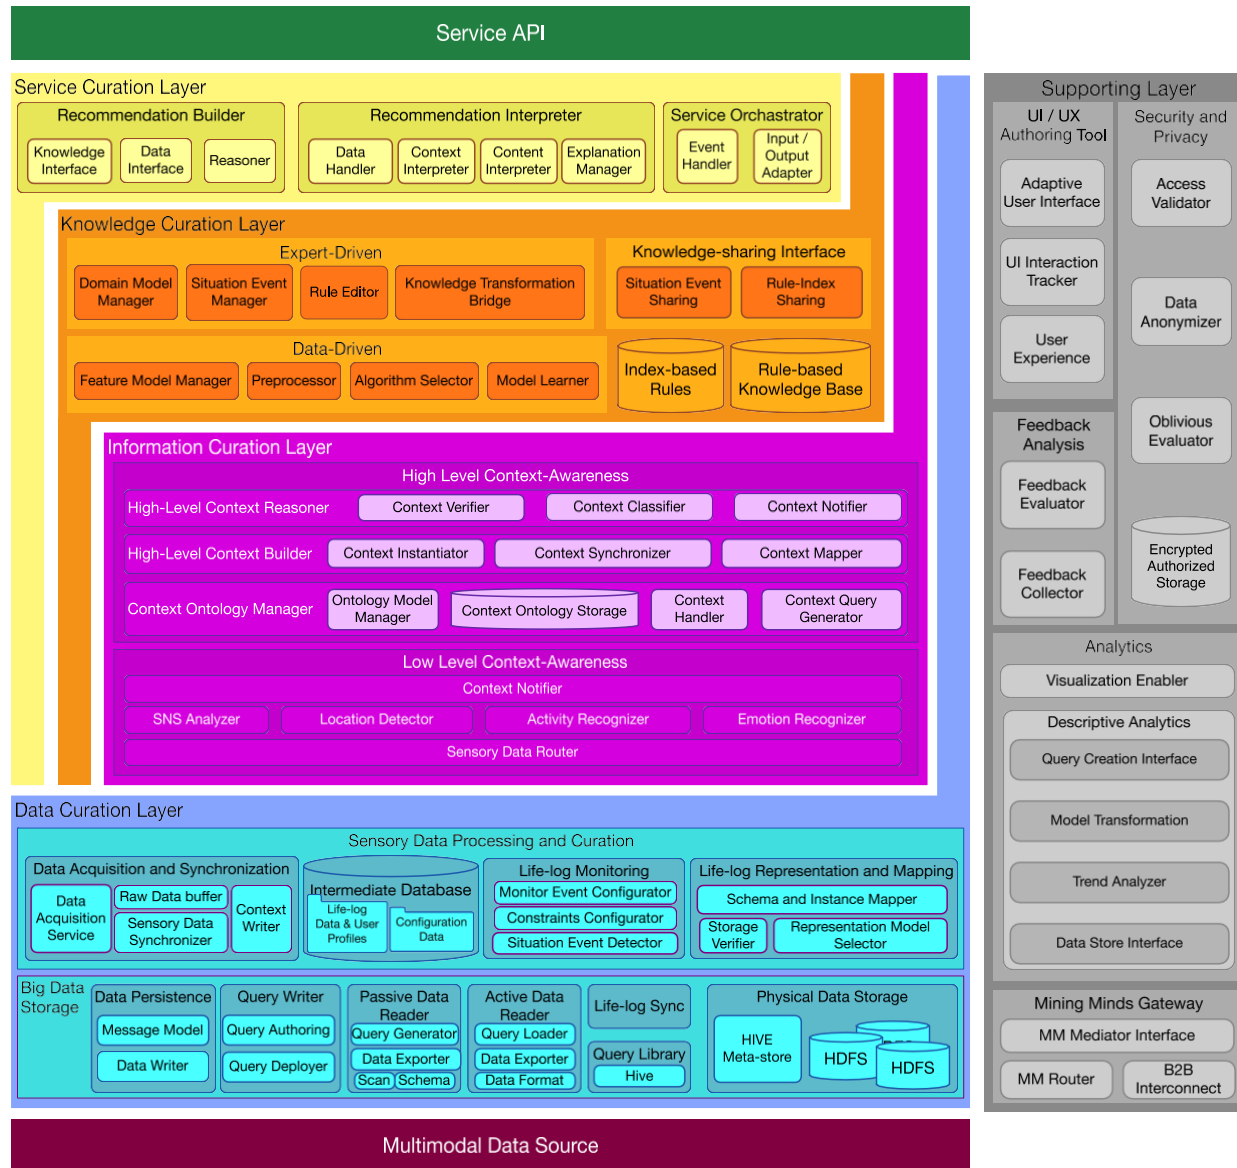 Service API
Service Curation Layer
Recommendation Builder
Knowledge
Interface
Data
Interface
Reasoner
Recommendation Interpreter
Data
Handler
Context
Interpreter
Content
Interpreter
Explanation
Manager
Service Orchastrator
Event
Handler
Input /
Output
Adapter
Knowledge Curation Layer
Expert-Driven
Domain Model
Manager
Situation Event
Manager
Rule Editor
Knowledge Transformation
Bridge
Knowledge-sharing Interface
Situation Event
Sharing
Rule-Index
Sharing
Data-Driven
Feature Model Manager
Preprocessor
Algorithm Selector
Model Learner
Index-based
Rules
Rule-based
Knowledge Base
Information Curation Layer
High Level Context-Awareness
High-Level Context Reasoner
Context Verifier
Context Classifier
Context Notifier
High-Level Context Builder
Context Instantiator
Context Synchronizer
Context Mapper
Context Ontology Manager
Ontology Model
Manager
Context Ontology Storage
Context
Handler
Context Query
Generator
Low Level Context-Awareness
Context Notifier
SNS Analyzer
Location Detector
Activity Recognizer
Emotion Recognizer
Sensory Data Router
Data Curation Layer
Sensory Data Processing and Curation
Data Acquisition and Synchronization
Data
Acquisition
Service
Raw Data buffer
Sensory Data
Synchronizer
Context
Writer
Intermediate Database
Life-log
Data & User
Profiles
Configuration
Data
Life-log Monitoring
Monitor Event Configurator
Constraints Configurator
Situation Event Detector
Life-log Representation and Mapping
Schema and Instance Mapper
Storage
Verifier
Representation Model
Selector
Big Data
Storage
Data Persistence
Message Model
Data Writer
Query Writer
Query Authoring
Query Deployer
Passive Data
Reader
Query Generator
Data Exporter
Scan
Schema
Active Data
Reader
Query Loader
Data Exporter
Data Format
Life-log Sync
Query Library
Hive
Physical Data Storage
HIVE
Meta-store
HDFS
HDFS
Multimodal Data Source
Supporting Layer
UI / UX
Authoring Tool
Adaptive
User Interface
UI Interaction
Tracker
User
Experience
Security and
Privacy
Access
Validator
Data
Anonymizer
Oblivious
Evaluator
Encrypted
Authorized
Storage
Feedback
Analysis
Feedback
Evaluator
Feedback
Collector
Analytics
Visualization Enabler
Descriptive Analytics
Query Creation Interface
Model Transformation
Trend Analyzer
Data Store Interface
Mining Minds Gateway
MM Mediator Interface
MM Router
B2B
Interconnect